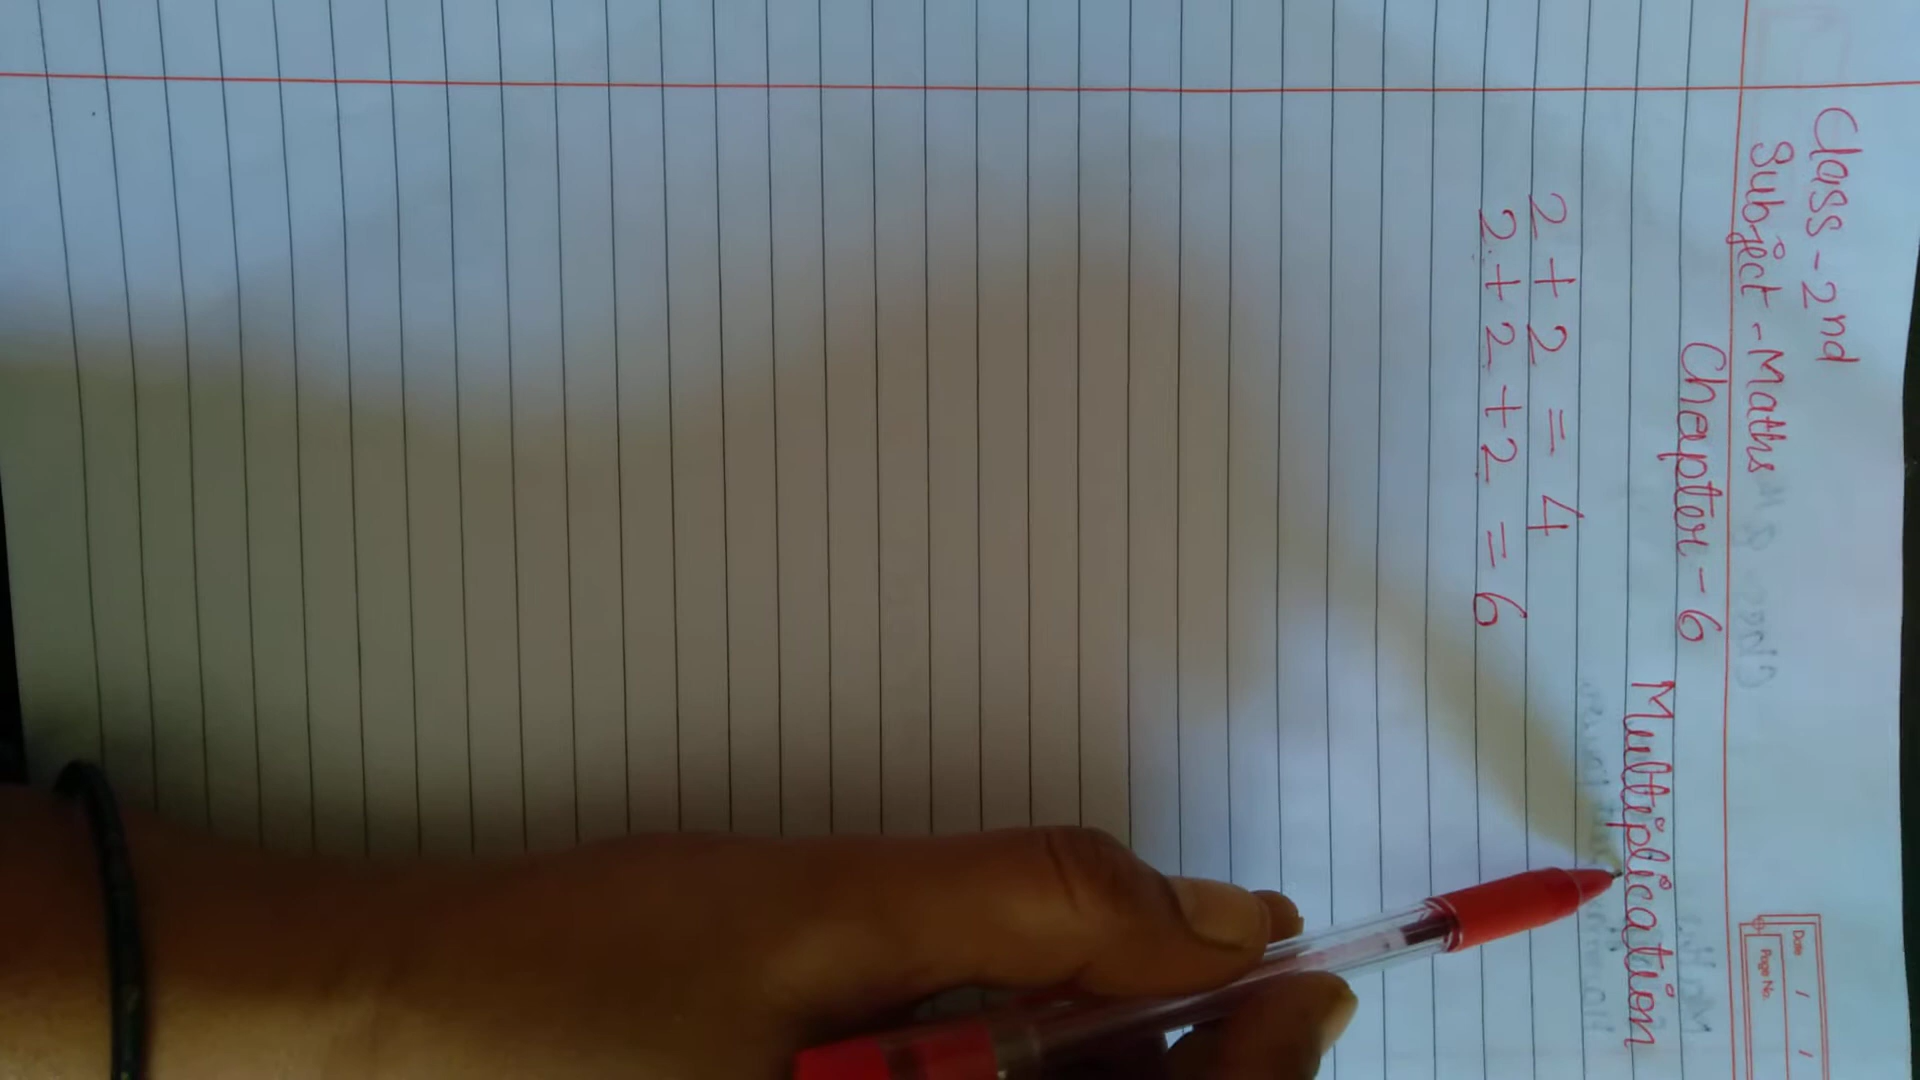 Class - 2nd
Subject - Maths
Date / /
Page No.
Chapter - 6
Multiplication
2 + 2 = 4
2 + 2 + 2 = 6